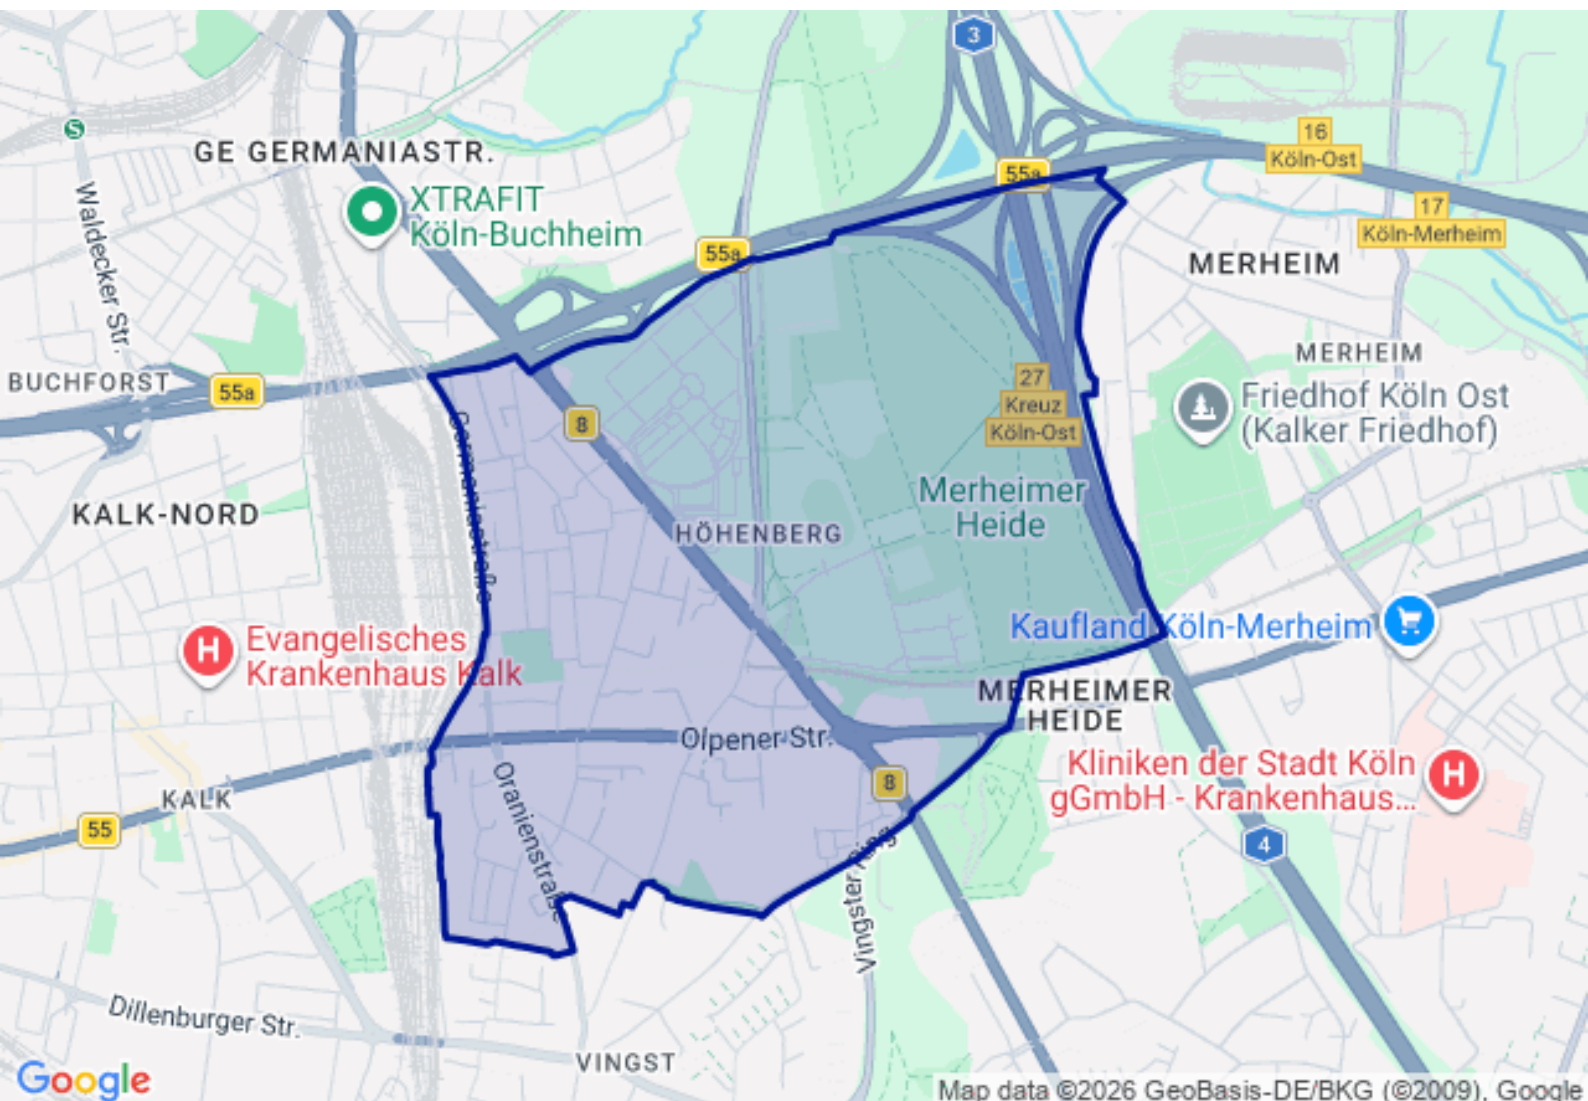 3
16
Köln-Ost
GE GERMANIASTR.
55a
XTRAFIT
Köln-Buchheim
17
Köln-Merheim
Waldecker Str.
55a
MERHEIM
MERHEIM
BUCHFORST
55a
27
Kreuz
Köln-Ost
8
Friedhof Köln Ost
(Kalker Friedhof)
Germaniastraße
Merheimer
Heide
KALK-NORD
HÖHENBERG
Kaufland Köln-Merheim
Evangelisches
Krankenhaus Kalk
MERHEIMER
HEIDE
Olpener Str.
Kliniken der Stadt Köln
gGmbH - Krankenhaus...
H
H
S
8
KALK
55
Oranienstraße
4
Vingster Ring
Dillenburger Str.
VINGST
Google
Map data ©2026 GeoBasis-DE/BKG (©2009), Google